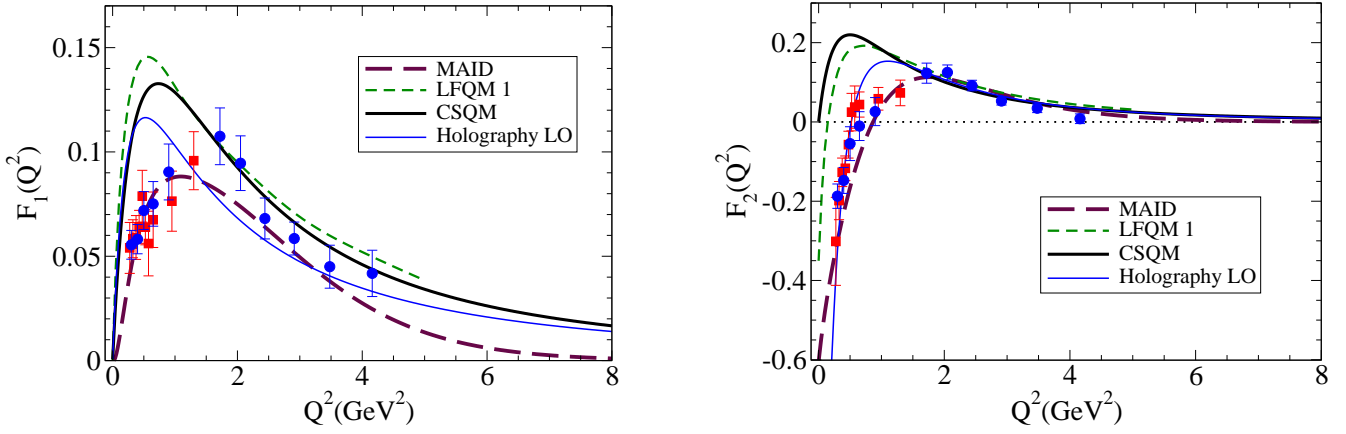 0.15
0.1
0.05
0
F₁(Q²)
MAID
LFQM 1
CSQM
Holography LO
0 2 4 6 8
Q²(GeV²)
0.2
0
-0.2
-0.4
-0.6
F₂(Q²)
MAID
LFQM 1
CSQM
Holography LO
0 2 4 6 8
Q²(GeV²)